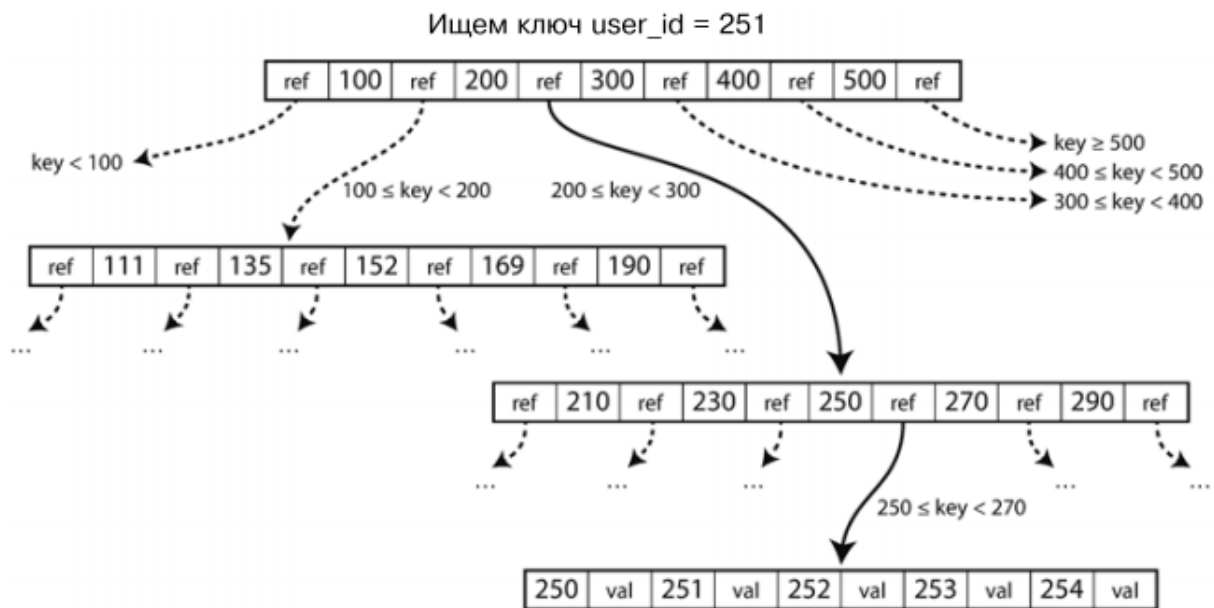 Ищем ключ user_id = 251
ref 100 ref 200 ref 300 ref 400 ref 500 ref
key < 100
100 ≤ key < 200
200 ≤ key < 300
key ≥ 500
400 ≤ key < 500
300 ≤ key < 400
ref 111 ref 135 ref 152 ref 169 ref 190 ref
... ... ... ... ... ...
ref 210 ref 230 ref 250 ref 270 ref 290 ref
... ... ... ... ...
250 ≤ key < 270
250 val 251 val 252 val 253 val 254 val